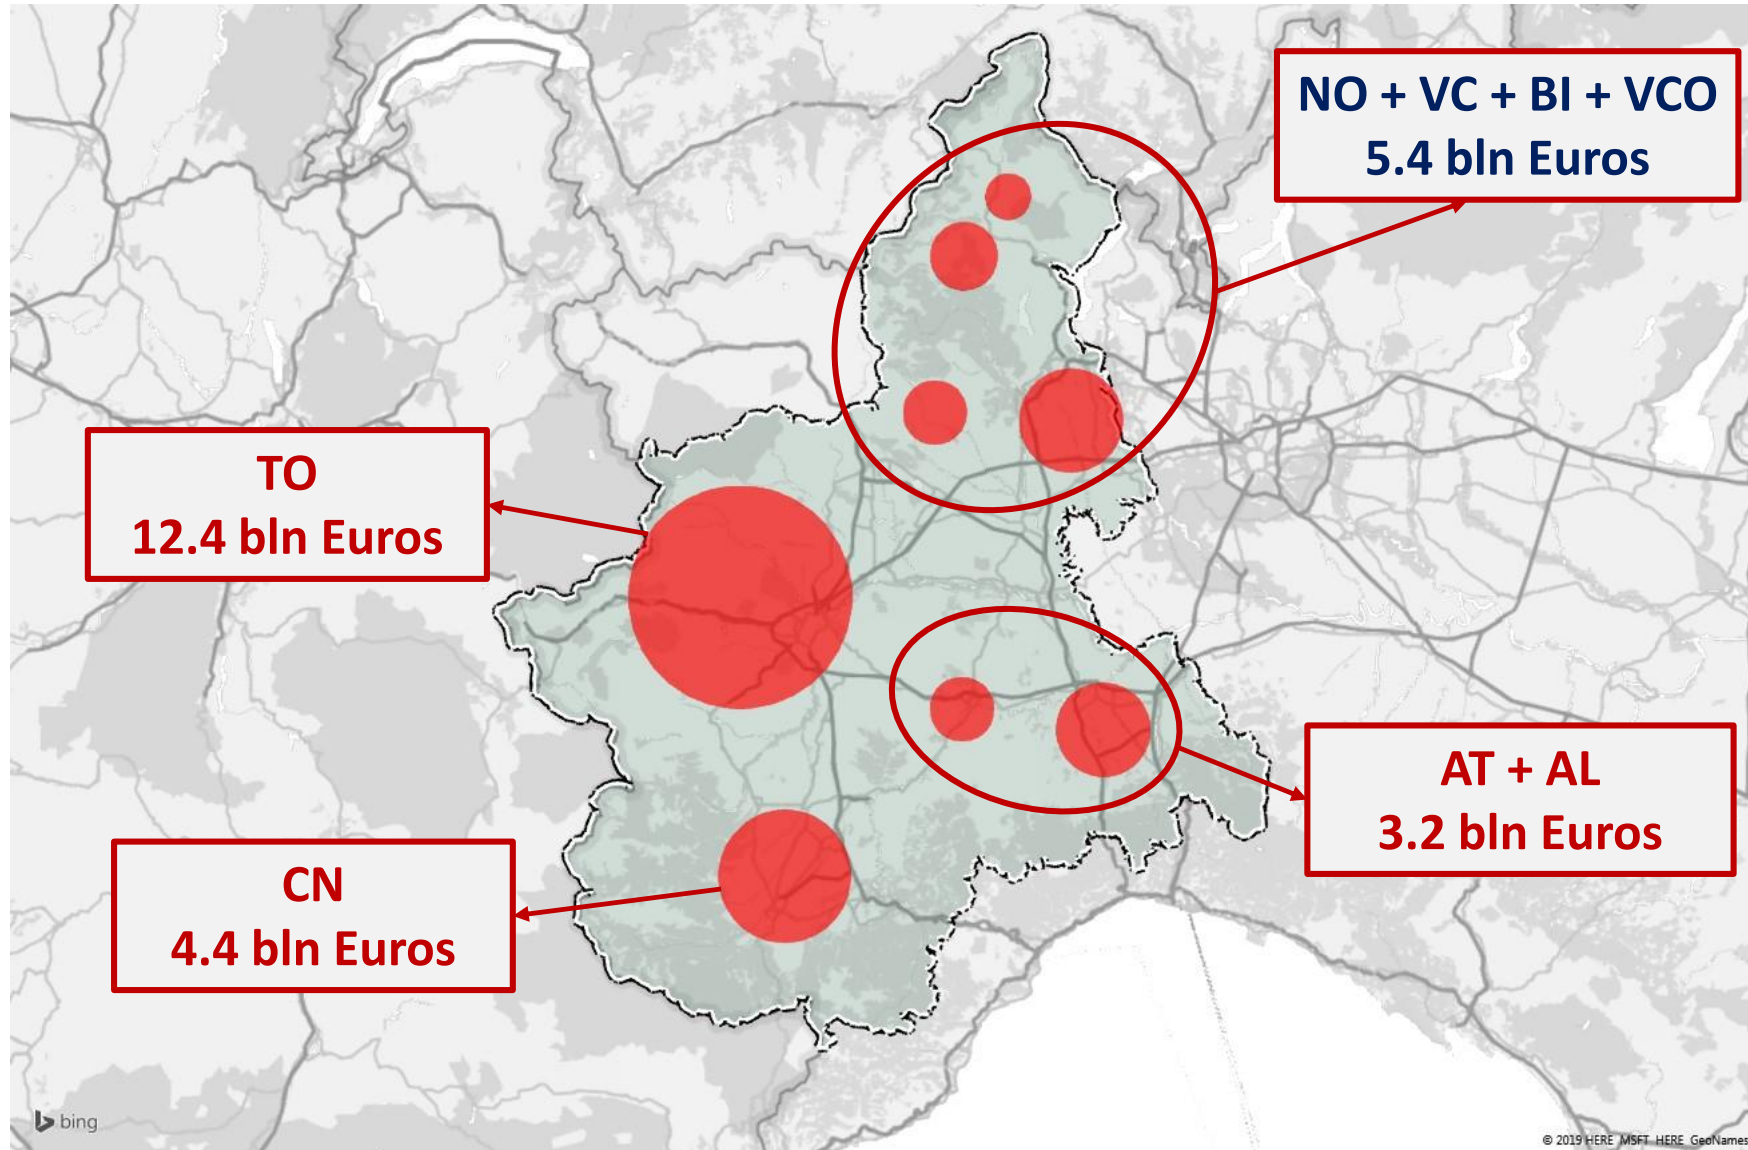 NO + VC + BI + VCO
5.4 bln Euros
TO
12.4 bln Euros
AT + AL
3.2 bln Euros
CN
4.4 bln Euros
bing
© 2019 HERE MSFT HERE GeoNames